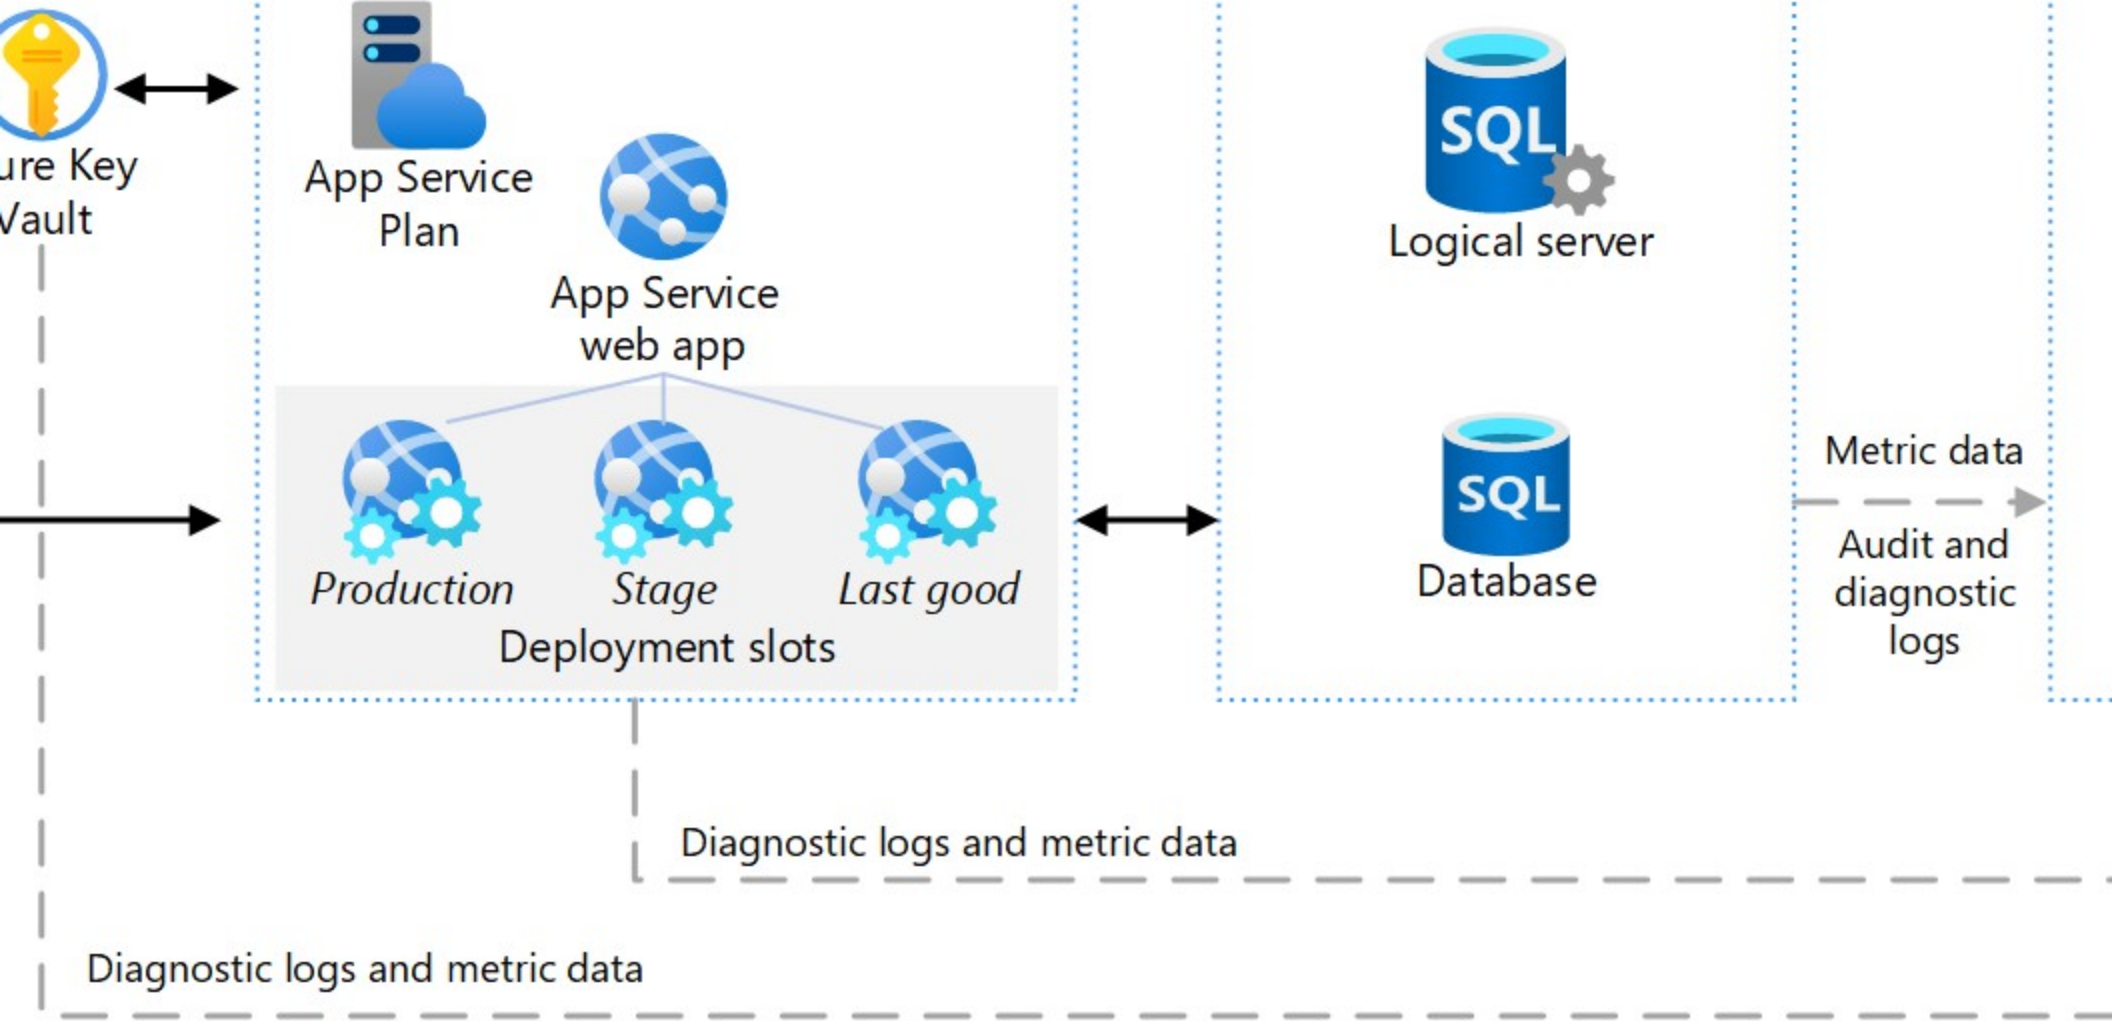 ure Key
Vault
App Service
Plan
App Service
web app
Production
Stage
Last good
Deployment slots
SQL
Logical server
SQL
Database
Metric data
Audit and
diagnostic
logs
Diagnostic logs and metric data
Diagnostic logs and metric data